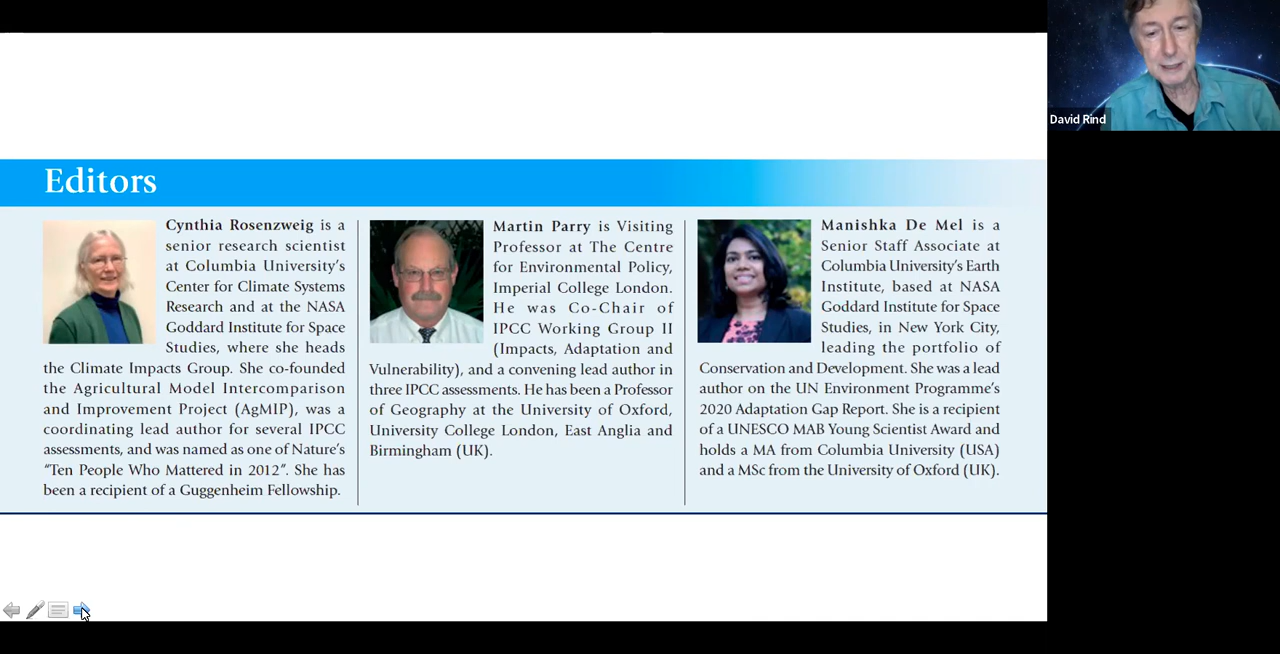 Editors
Cynthia Rosenzweig is a
senior research scientist
at Columbia University's
Center for Climate Systems
Research and at the NASA
Goddard Institute for Space
Studies, where she heads
the Climate Impacts Group. She co-founded
the Agricultural Model Intercomparison
and Improvement Project (AgMIP), was a
coordinating lead author for several IPCC
assessments, and was named as one of Nature's
“Ten People Who Mattered in 2012”. She has
been a recipient of a Guggenheim Fellowship.
Martin Parry is Visiting
Professor at The Centre
for Environmental Policy,
Imperial College London.
He was Co-Chair of
IPCC Working Group II
(Impacts, Adaptation and
Vulnerability), and a convening lead author in
three IPCC assessments. He has been a Professor
of Geography at the University of Oxford,
University College London, East Anglia and
Birmingham (UK).
Manishka De Mel is a
Senior Staff Associate at
Columbia University's Earth
Institute, based at NASA
Goddard Institute for Space
Studies, in New York City,
leading the portfolio of
Conservation and Development. She was a lead
author on the UN Environment Programme's
2020 Adaptation Gap Report. She is a recipient
of a UNESCO MAB Young Scientist Award and
holds a MA from Columbia University (USA)
and a MSc from the University of Oxford (UK).
David Rind